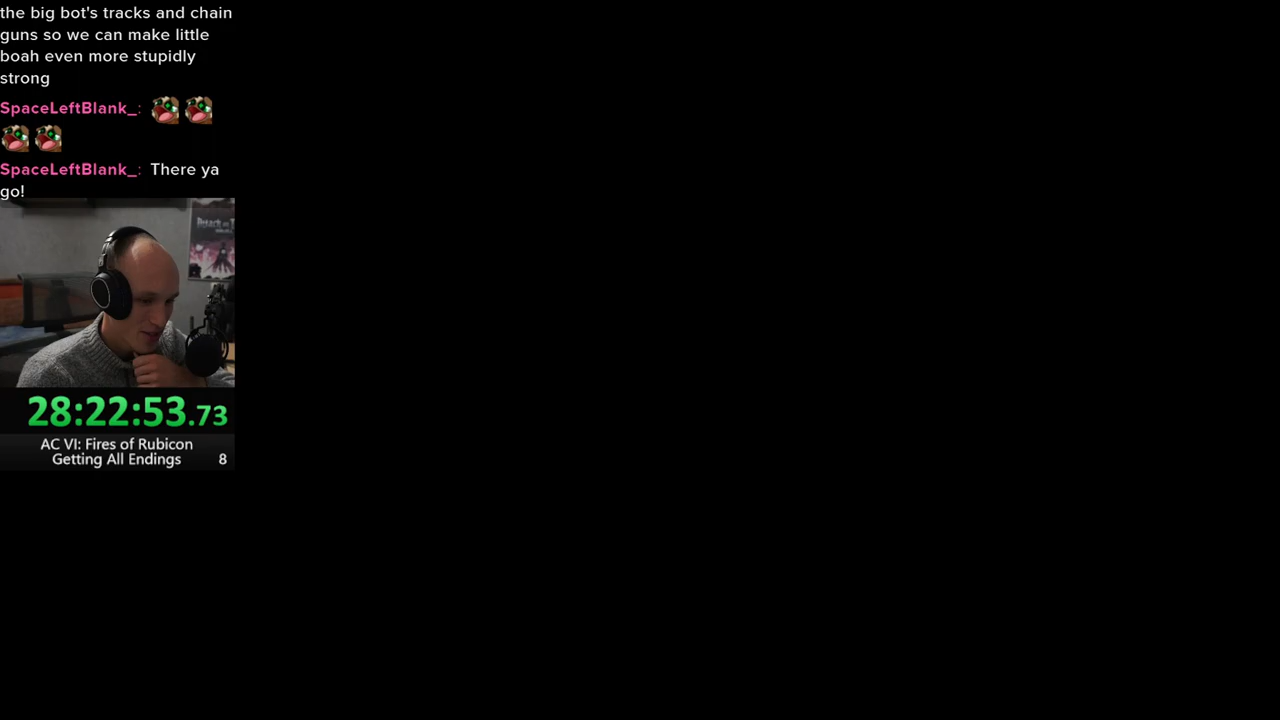 the big bot's tracks and chain
guns so we can make little
boah even more stupidly
strong
SpaceLeftBlank_:
SpaceLeftBlank_: There ya
go!
28:22:53.73
AC VI: Fires of Rubicon
Getting All Endings 8